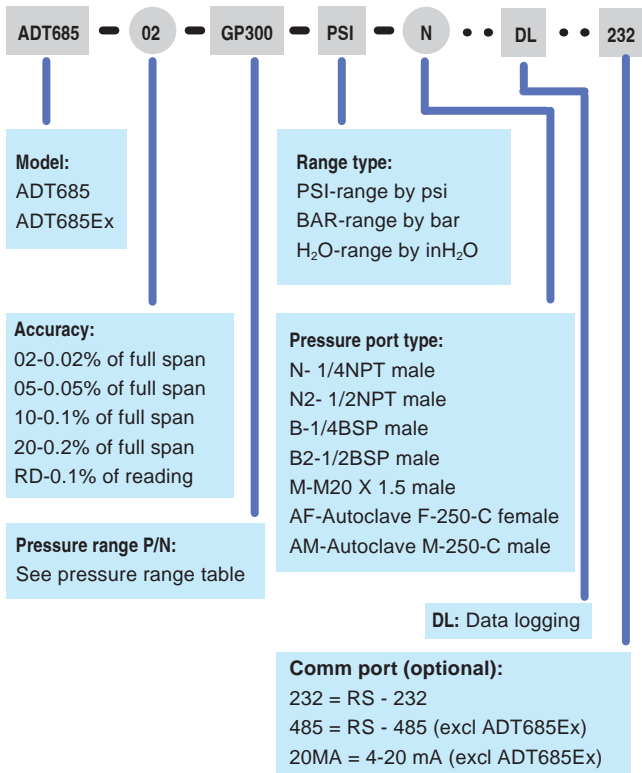 ADT685 – 02 – GP300 – PSI – N •• DL •• 232
Model:
ADT685
ADT685Ex
Range type:
PSI-range by psi
BAR-range by bar
H₂O-range by inH₂O
Accuracy:
02-0.02% of full span
05-0.05% of full span
10-0.1% of full span
20-0.2% of full span
RD-0.1% of reading
Pressure port type:
N- 1/4NPT male
N2- 1/2NPT male
B-1/4BSP male
B2-1/2BSP male
M-M20 X 1.5 male
AF-Autoclave F-250-C female
AM-Autoclave M-250-C male
Pressure range P/N:
See pressure range table
DL: Data logging
Comm port (optional):
232 = RS - 232
485 = RS - 485 (excl ADT685Ex)
20MA = 4-20 mA (excl ADT685Ex)